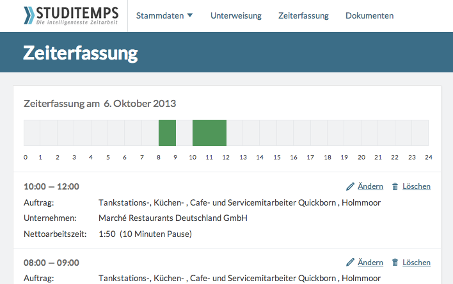 STUDITEMPS
Die intelligenteste Zeitarbeit
Stammdaten Unterweisung Zeiterfassung Dokumenten
Zeiterfassung
Zeiterfassung am 6. Oktober 2013
0 1 2 3 4 5 6 7 8 9 10 11 12 13 14 15 16 17 18 19 20 21 22 23 24
10:00 — 12:00 Ändern Löschen
Auftrag: Tankstations-, Küchen- , Cafe- und Servicemitarbeiter Quickborn , Holmmoor
Unternehmen: Marché Restaurants Deutschland GmbH
Nettoarbeitszeit: 1:50 (10 Minuten Pause)
08:00 — 09:00 Ändern Löschen
Auftrag: Tankstations-, Küchen- , Cafe- und Servicemitarbeiter Quickborn , Holmmoor